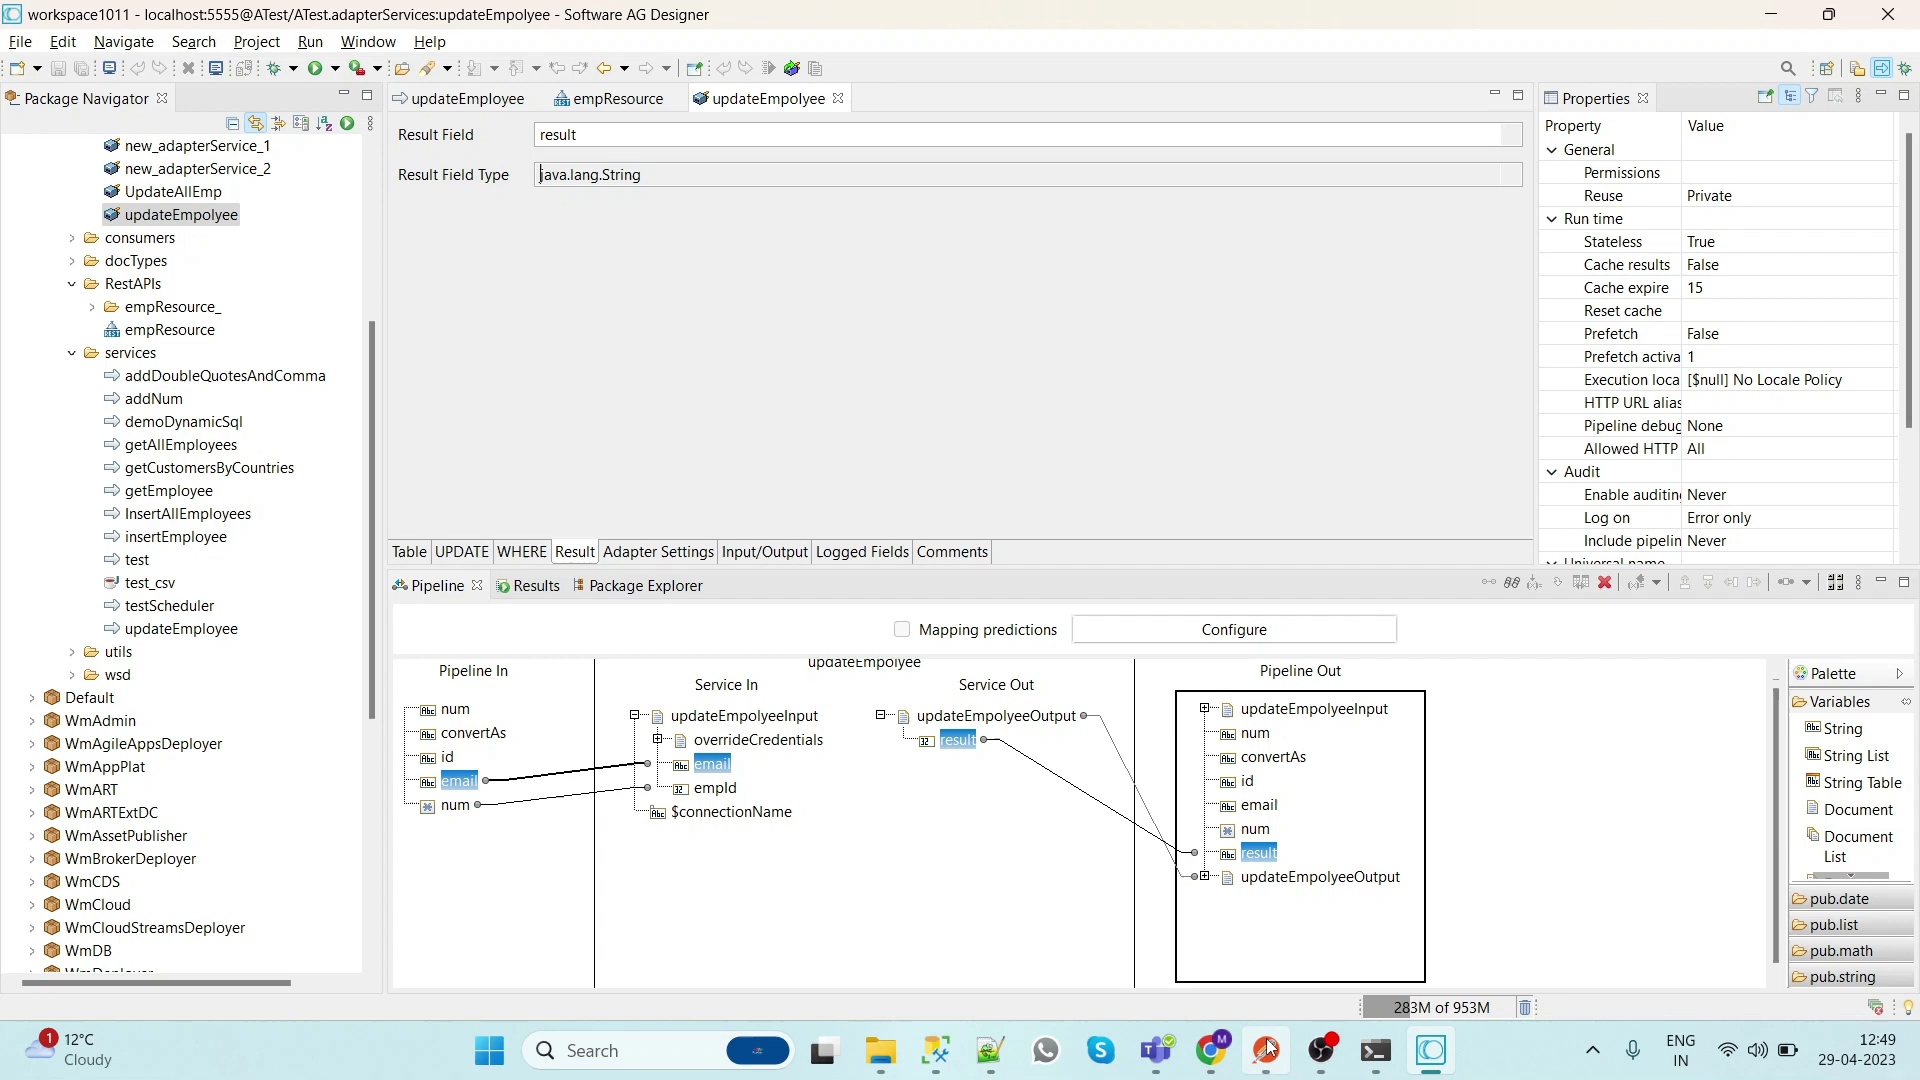 workspace1011 - localhost:5555@ATest/ATest.adapterServices:updateEmpolyee - Software AG Designer
File Edit Navigate Search Project Run Window Help
Package Navigator
new_adapterService_1
new_adapterService_2
UpdateAllEmp
updateEmpolyee
consumers
docTypes
RestAPIs
empResource_
empResource
services
addDoubleQuotesAndComma
addNum
demoDynamicSql
getAllEmployees
getCustomersByCountries
getEmployee
InsertAllEmployees
insertEmployee
test
test_csv
testScheduler
updateEmployee
utils
wsd
Default
WmAdmin
WmAgileAppsDeployer
WmAppPlat
WmART
WmARTExtDC
WmAssetPublisher
WmBrokerDeployer
WmCDS
WmCloud
WmCloudStreamsDeployer
WmDB
updateEmployee empResource updateEmpolyee
Result Field result
Result Field Type java.lang.String
Table UPDATE WHERE Result Adapter Settings Input/Output Logged Fields Comments
Properties
Property Value
General
Permissions
Reuse Private
Run time
Stateless True
Cache results False
Cache expire 15
Reset cache
Prefetch False
Prefetch activa 1
Execution loca [$null] No Locale Policy
HTTP URL alias
Pipeline debug None
Allowed HTTP All
Audit
Enable auditing Never
Log on Error only
Include pipelin Never
Universal name
Pipeline Results Package Explorer
Mapping predictions Configure
updateEmpolyee
Pipeline In
num
convertAs
id
email
num
Service In
updateEmpolyeeInput
overrideCredentials
email
empId
$connectionName
Service Out
updateEmpolyeeOutput
result
Pipeline Out
updateEmpolyeeInput
num
convertAs
id
email
num
result
updateEmpolyeeOutput
Palette
Variables
String
String List
String Table
Document
Document
List
pub.date
pub.list
pub.math
pub.string
283M of 953M
1
12°C
Cloudy
Search
M
ENG
IN
12:49
29-04-2023